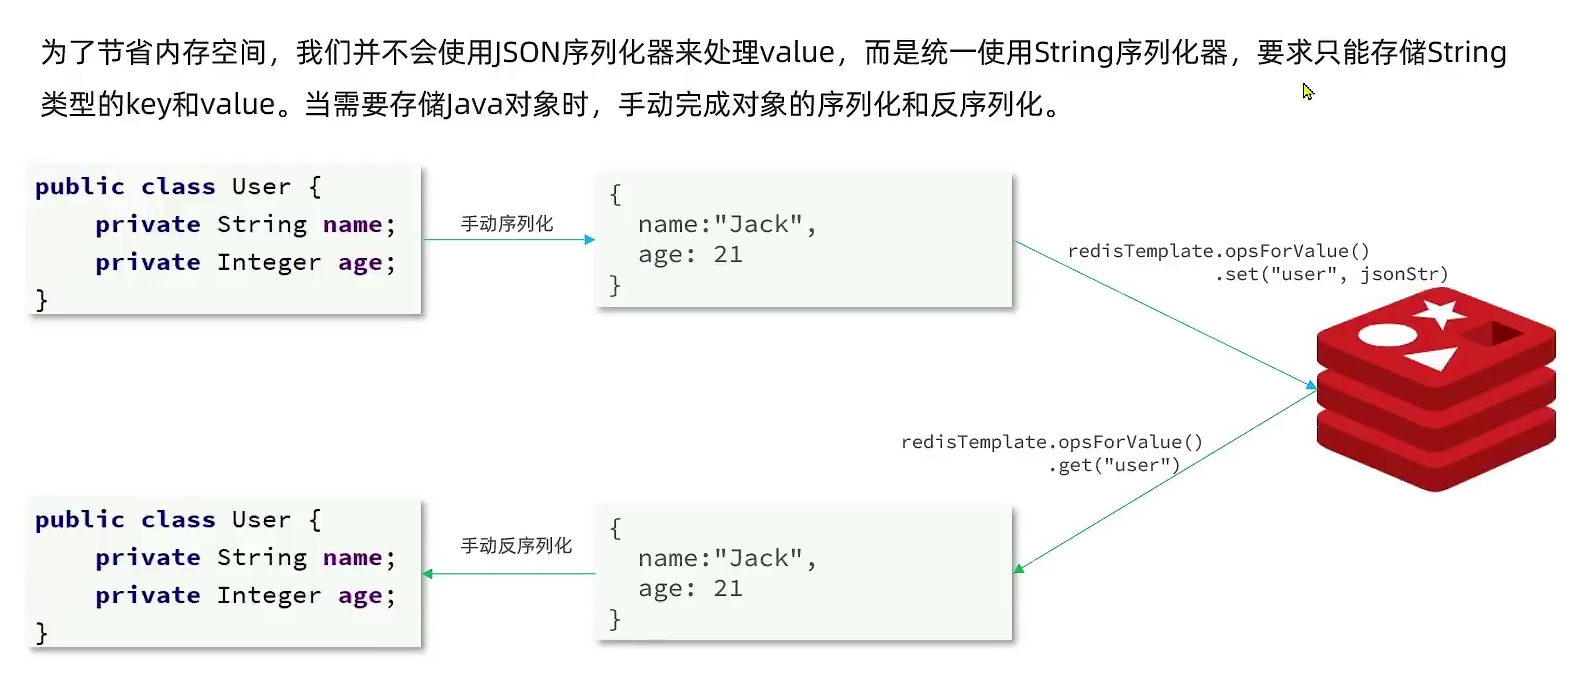 为了节省内存空间，我们并不会使用JSON序列化器来处理value，而是统一使用String序列化器，要求只能存储String
类型的key和value。当需要存储Java对象时，手动完成对象的序列化和反序列化。
public class User {
    private String name;
    private Integer age;
}
手动序列化
{
  name:"Jack",
  age: 21
}
redisTemplate.opsForValue()
.set("user", jsonStr)
redisTemplate.opsForValue()
.get("user")
public class User {
    private String name;
    private Integer age;
}
手动反序列化
{
  name:"Jack",
  age: 21
}